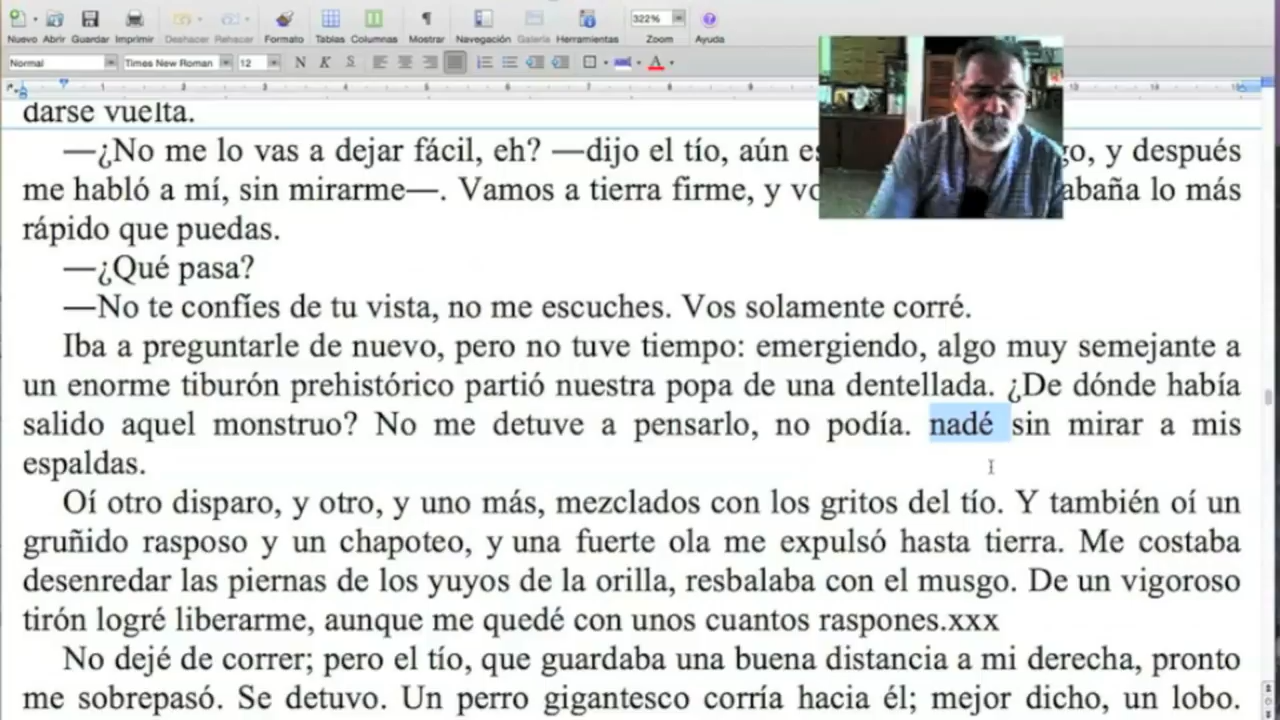 Nuevo Abrir Guardar Imprimir Deshacer Rehacer Formato Tablas Columnas Mostrar Navegación Galería Herramientas 322% Zoom Ayuda
Normal Times New Roman 12 N K S A
darse vuelta.
—¿No me lo vas a dejar fácil, eh? —dijo el tío, aún y después
me habló a mí, sin mirarme—. Vamos a tierra firme, y lo más
rápido que puedas.
—¿Qué pasa?
—No te confíes de tu vista, no me escuches. Vos solamente corré.
Iba a preguntarle de nuevo, pero no tuve tiempo: emergiendo, algo muy semejante a
un enorme tiburón prehistórico partió nuestra popa de una dentellada. ¿De dónde había
salido aquel monstruo? No me detuve a pensarlo, no podía. nadé sin mirar a mis
espaldas.
Oí otro disparo, y otro, y uno más, mezclados con los gritos del tío. Y también oí un
gruñido rasposo y un chapoteo, y una fuerte ola me expulsó hasta tierra. Me costaba
desenredar las piernas de los yuyos de la orilla, resbalaba con el musgo. De un vigoroso
tirón logré liberarme, aunque me quedé con unos cuantos raspones.xxx
No dejé de correr; pero el tío, que guardaba una buena distancia a mi derecha, pronto
me sobrepasó. Se detuvo. Un perro gigantesco corría hacia él; mejor dicho, un lobo.